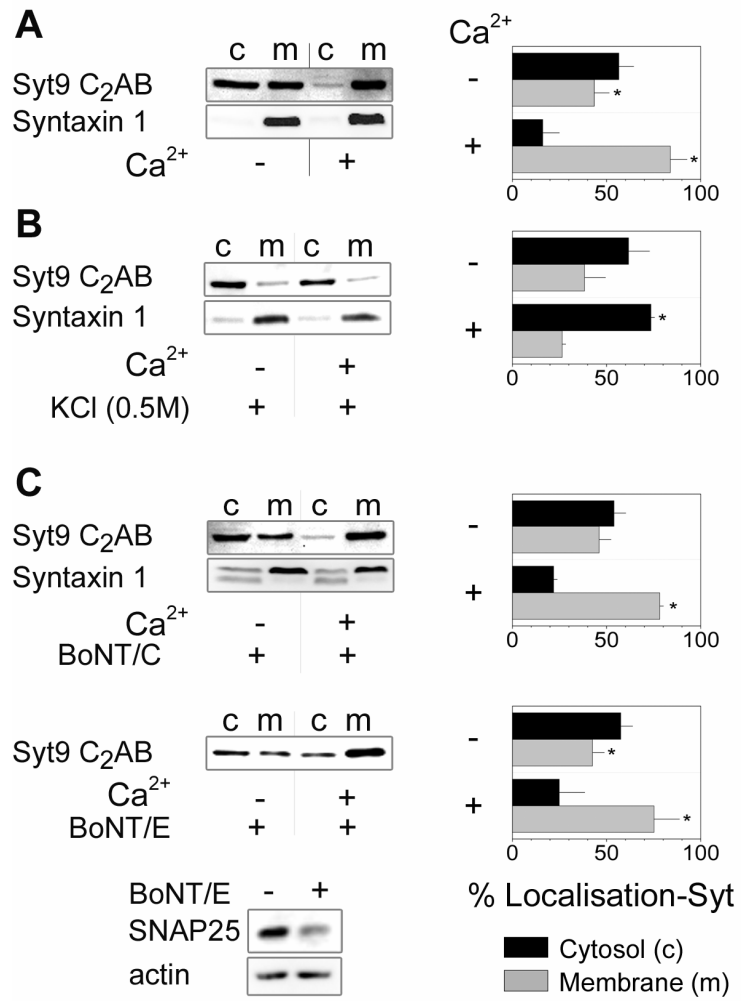 A
c m c m
Syt9 C2AB
Syntaxin 1
Ca2+ - +
Ca2+
-
*
+
*
0 50 100
B
c m c m
Syt9 C2AB
Syntaxin 1
Ca2+ - +
KCl (0.5M) + +
-
+
*
0 50 100
C
c m c m
Syt9 C2AB
Syntaxin 1
Ca2+ - +
BoNT/C + +
-
+
*
0 50 100
c m c m
Syt9 C2AB
Ca2+ - +
BoNT/E + +
-
*
+
*
0 50 100
BoNT/E - +
SNAP25
actin
% Localisation-Syt
Cytosol (c)
Membrane (m)